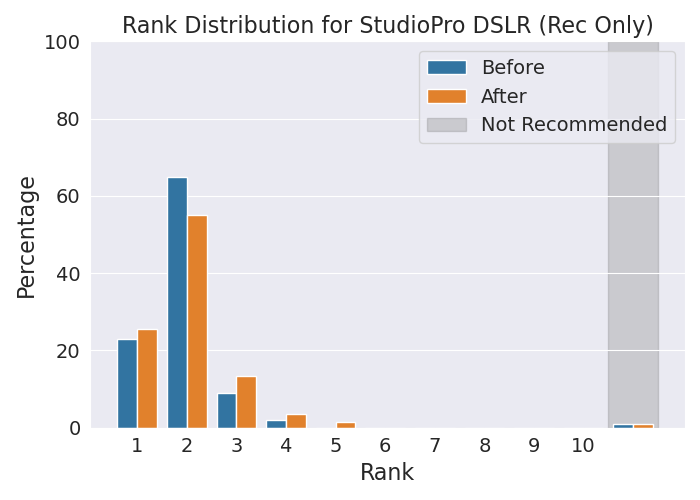 Rank Distribution for StudioPro DSLR (Rec Only)
100
80
60
40
20
0
Percentage
Before
After
Not Recommended
1 2 3 4 5 6 7 8 9 10
Rank